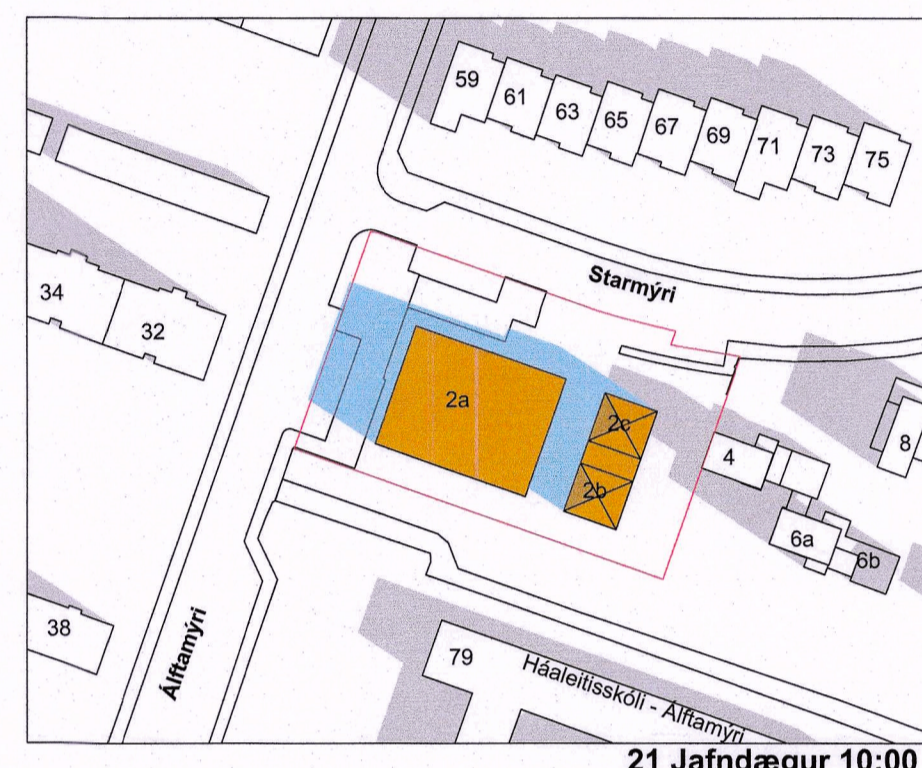 59
61
63
65
67
69
71
73
75
Starmýri
34
32
2a
2c
2b
4
8
6a
6b
38
Álftamýri
79
Háaleitisskóli - Álftamýri
21 Jafndægur 10:00